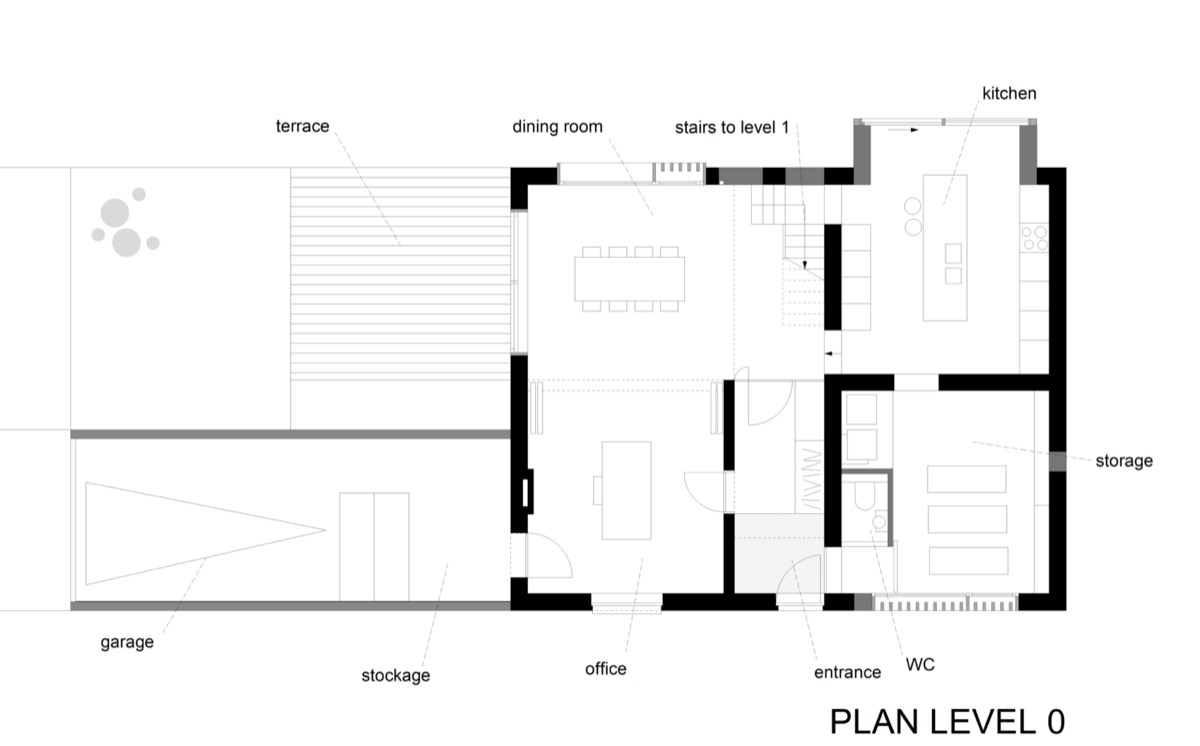 kitchen
terrace
dining room
stairs to level 1
storage
garage
stockage
office
entrance
WC
PLAN LEVEL 0